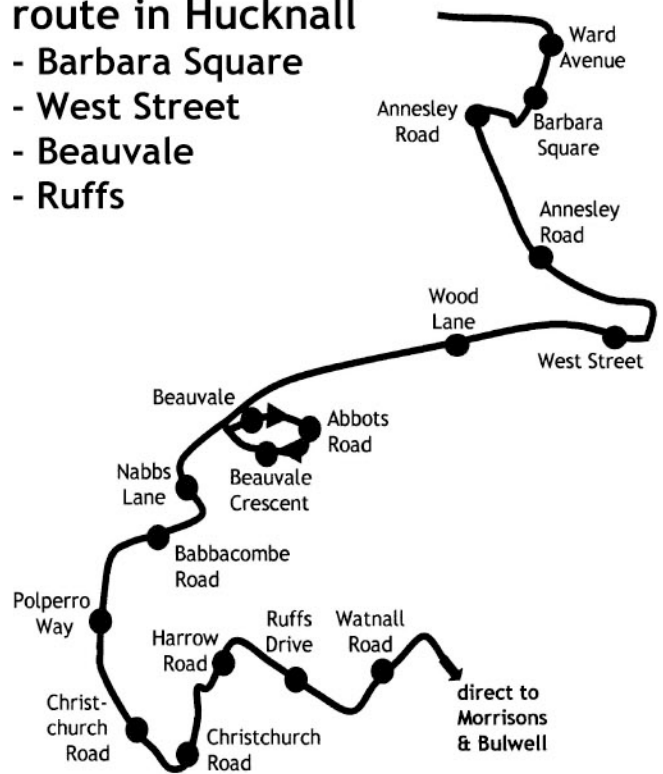 route in Hucknall
- Barbara Square
- West Street
- Beauvale
- Ruffs
Ward
Avenue
Annesley
Road
Barbara
Square
Annesley
Road
Wood
Lane
West Street
Beauvale
Abbots
Road
Beauvale
Crescent
Nabbs
Lane
Babbacombe
Road
Polperro
Way
Harrow
Road
Ruffs
Drive
Watnall
Road
Christ-
church
Road
Christchurch
Road
direct to
Morrisons
& Bulwell